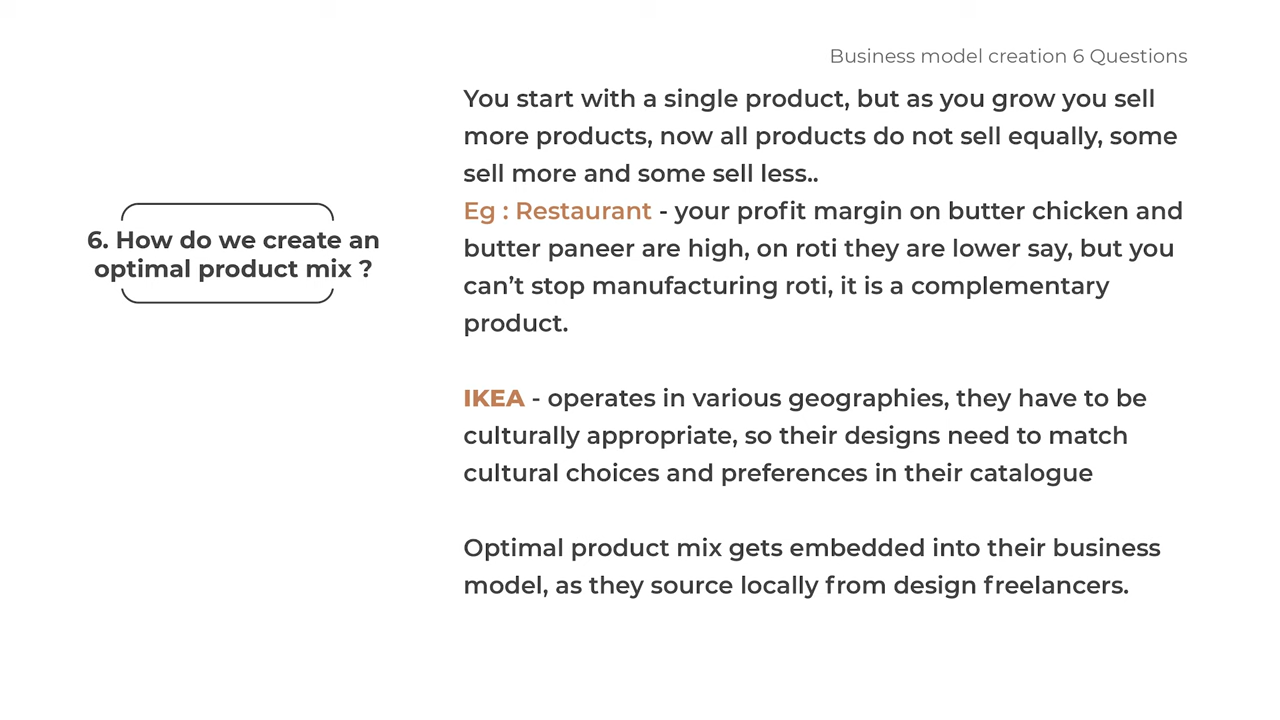 Business model creation 6 Questions
6. How do we create an
optimal product mix ?
You start with a single product, but as you grow you sell
more products, now all products do not sell equally, some
sell more and some sell less..
Eg : Restaurant - your profit margin on butter chicken and
butter paneer are high, on roti they are lower say, but you
can’t stop manufacturing roti, it is a complementary
product.
IKEA - operates in various geographies, they have to be
culturally appropriate, so their designs need to match
cultural choices and preferences in their catalogue
Optimal product mix gets embedded into their business
model, as they source locally from design freelancers.